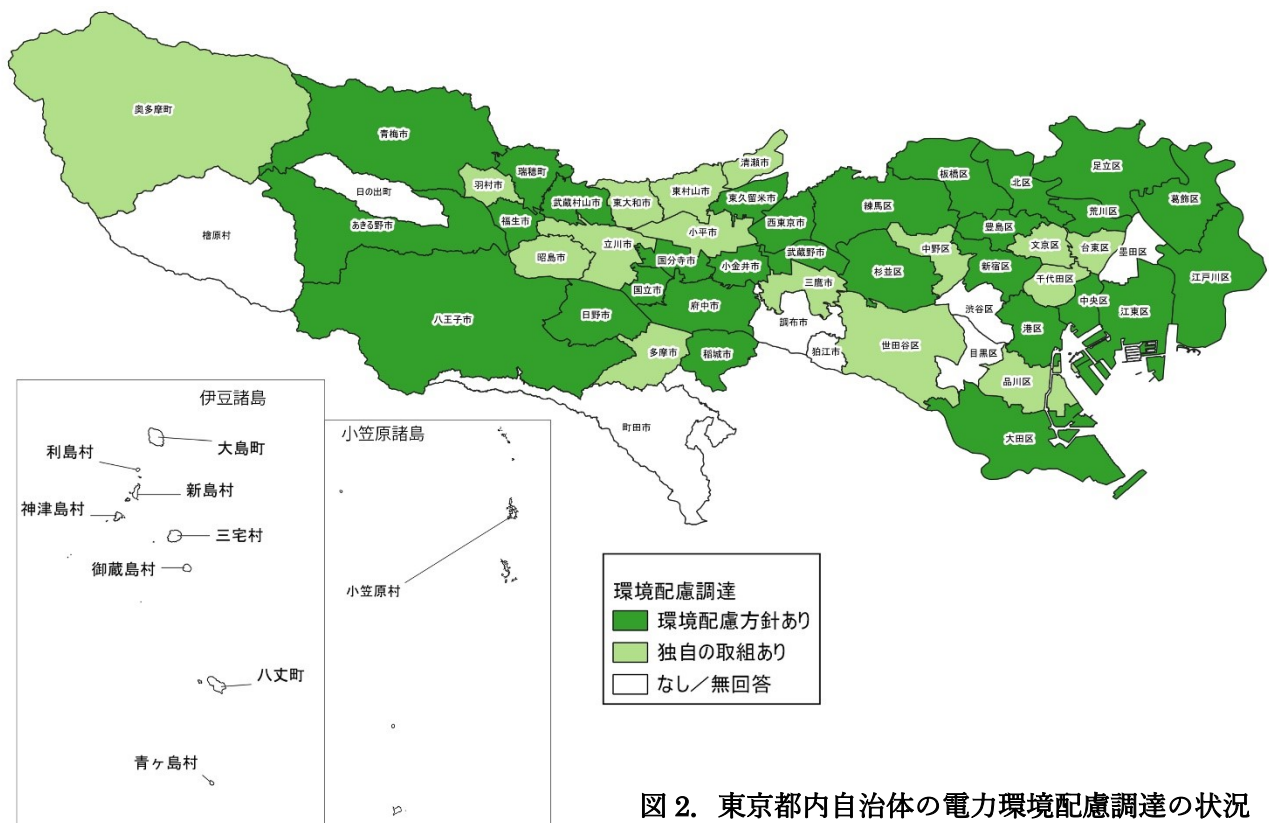 奥多摩町
青梅市
日の出町
あきる野市
檜原村
羽村市
瑞穂町
武蔵村山市
福生市
昭島市
東大和市
立川市
東村山市
清瀬市
東久留米市
小平市
国分寺市
小金井市
国立市
府中市
西東京市
武蔵野市
三鷹市
八王子市
日野市
多摩市
稲城市
調布市
狛江市
町田市
練馬区
板橋区
北区
足立区
葛飾区
荒川区
豊島区
文京区
台東区
墨田区
江戸川区
中野区
杉並区
新宿区
千代田区
渋谷区
中央区
江東区
港区
世田谷区
目黒区
品川区
大田区
伊豆諸島
大島町
利島村
新島村
神津島村
三宅村
御蔵島村
八丈町
青ヶ島村
小笠原諸島
小笠原村
環境配慮調達
環境配慮方針あり
独自の取組あり
なし／無回答
図 2．東京都内自治体の電力環境配慮調達の状況